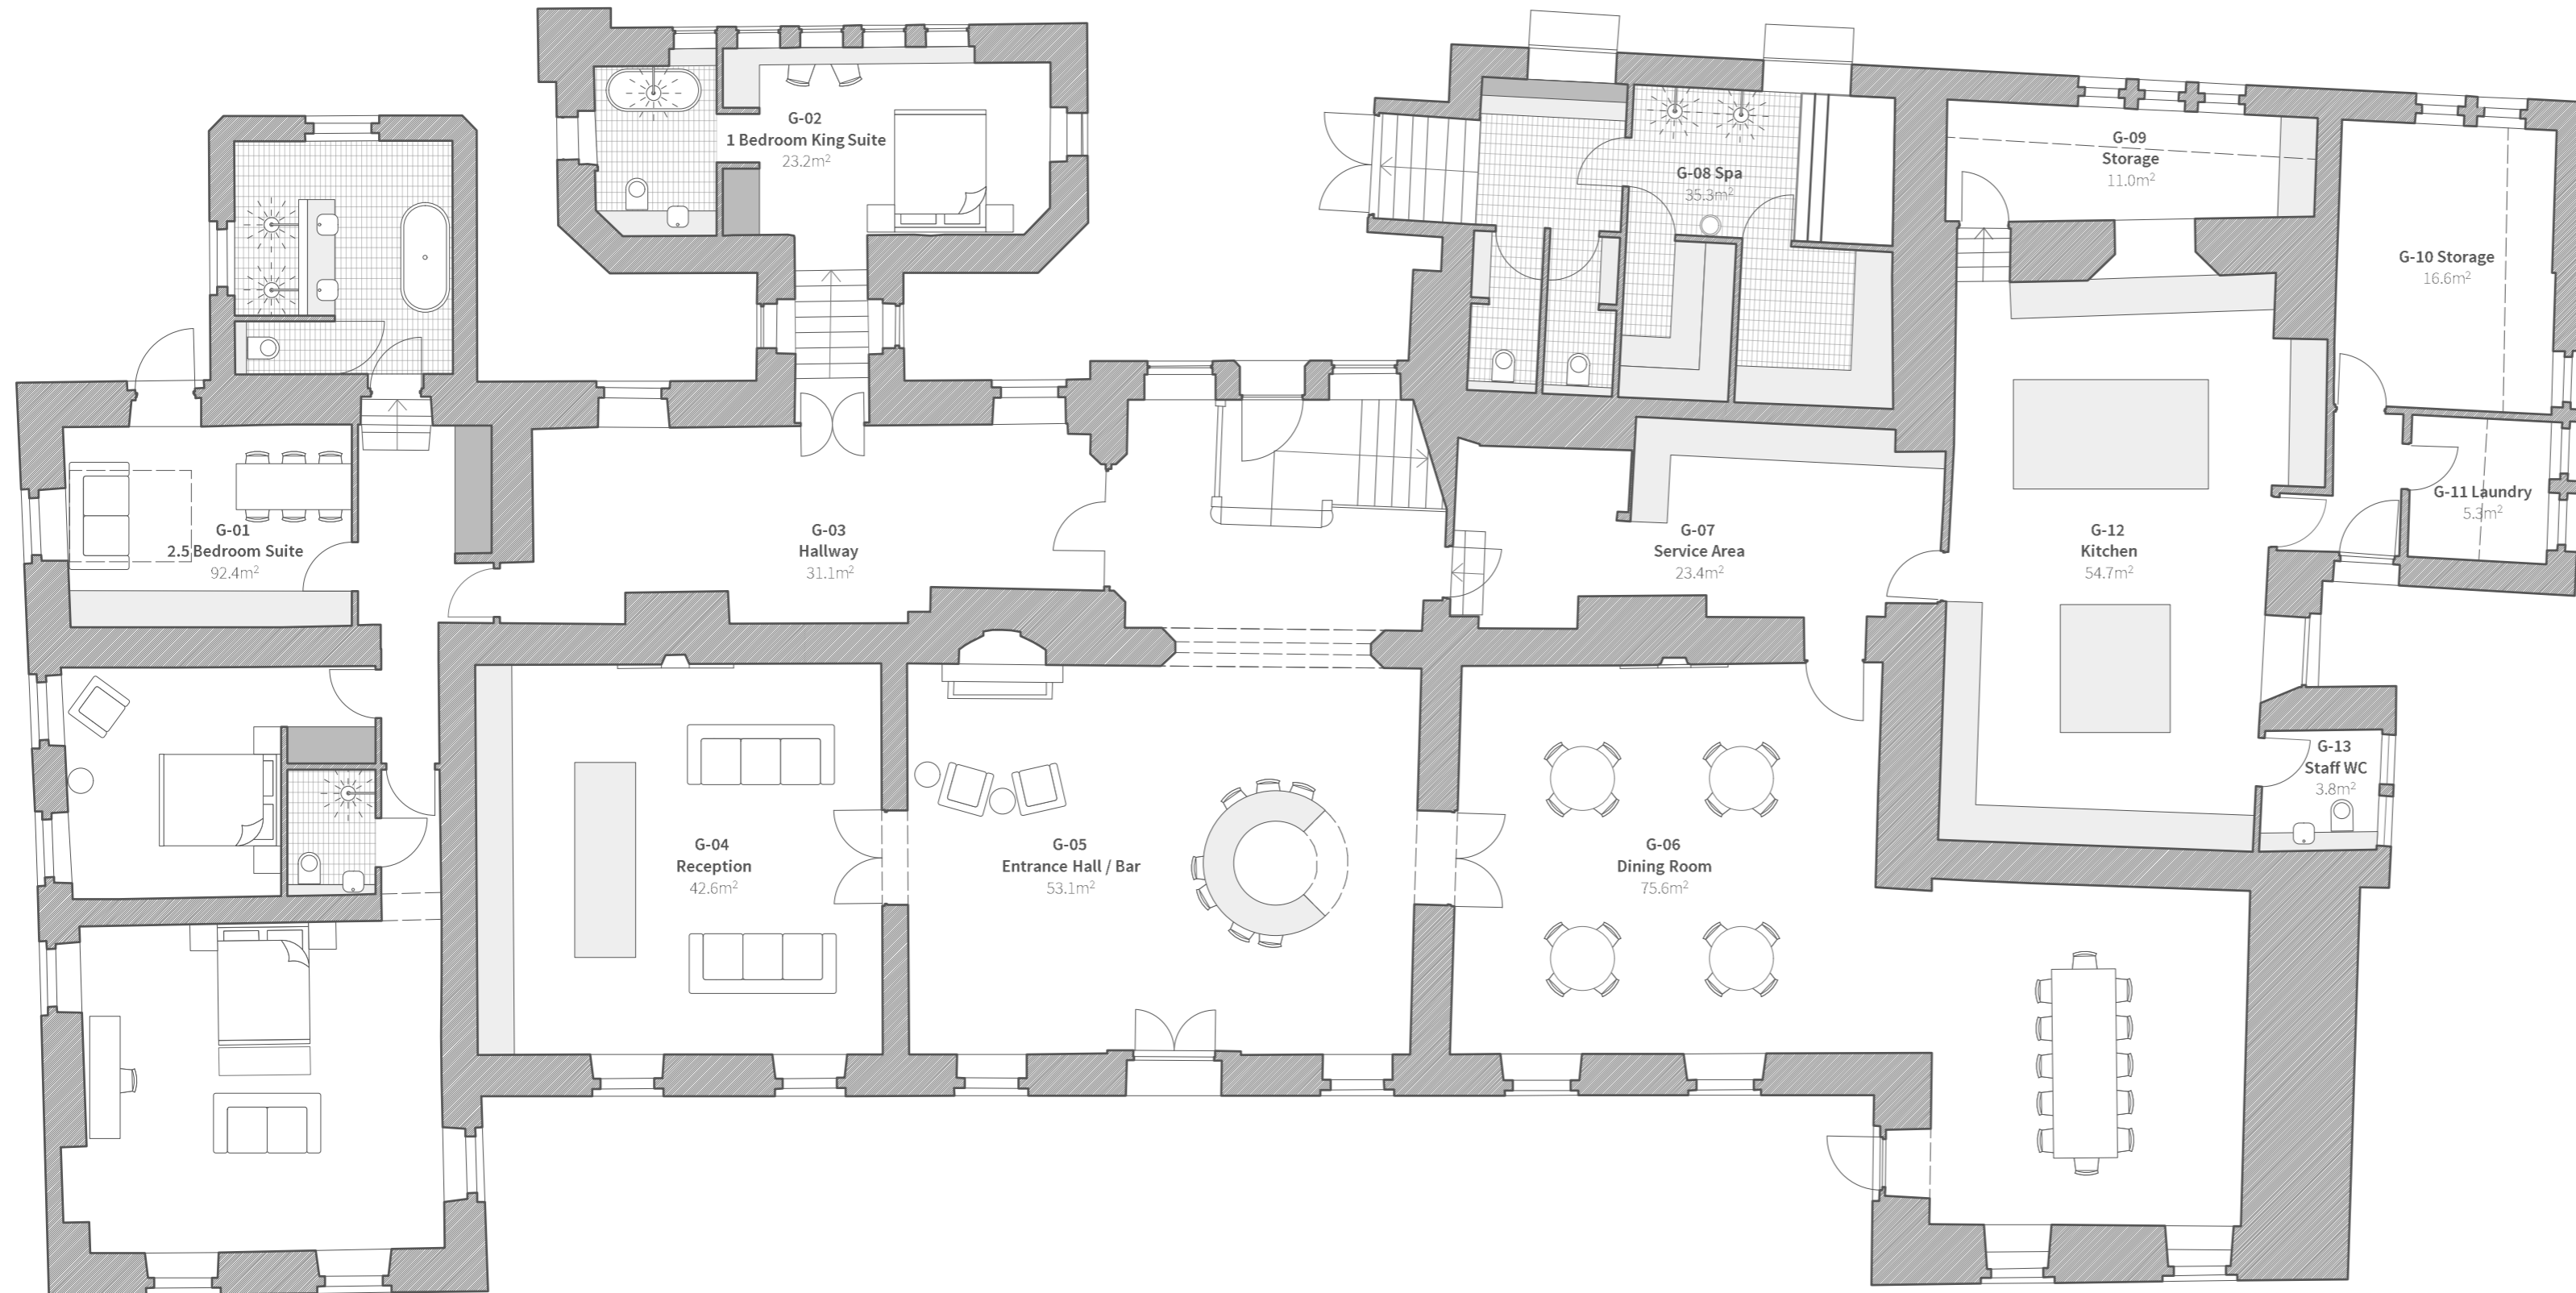 G-01
2.5 Bedroom Suite
92.4m²
G-02
1 Bedroom King Suite
23.2m²
G-03
Hallway
31.1m²
G-04
Reception
42.6m²
G-05
Entrance Hall / Bar
53.1m²
G-06
Dining Room
75.6m²
G-07
Service Area
23.4m²
G-08 Spa
35.3m²
G-09
Storage
11.0m²
G-10 Storage
16.6m²
G-11 Laundry
5.3m²
G-12
Kitchen
54.7m²
G-13
Staff WC
3.8m²